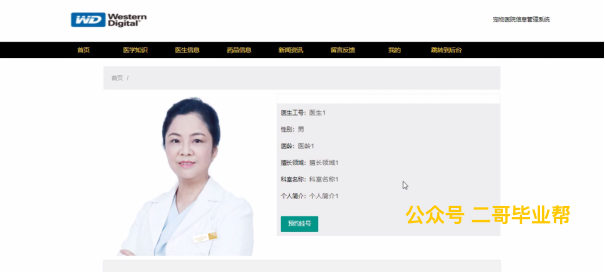 WD Western Digital
宠物医院信息管理系统
首页 医学知识 医生信息 药品信息 新闻资讯 留言反馈 我的 跳转到后台
首页 /
医生工号：医生1
性别：男
医龄：医龄1
擅长领域：擅长领域1
科室名称：科室名称1
个人简介：个人简介1
公众号 二哥毕业帮
预约挂号